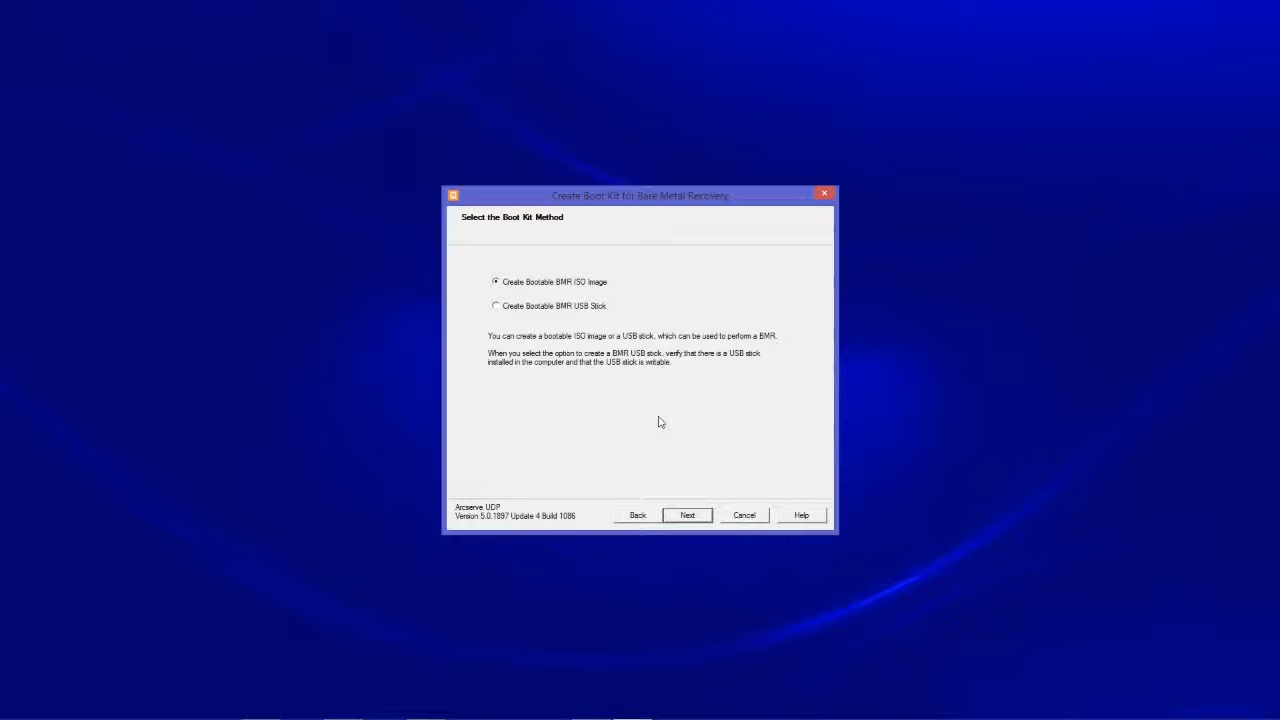 Create Boot Kit for Bare Metal Recovery
Select the Boot Kit Method
Create Bootable BMR ISO Image
Create Bootable BMR USB Stick
You can create a bootable ISO image or a USB stick, which can be used to perform a BMR.
When you select the option to create a BMR USB stick, verify that there is a USB stick
installed in the computer and that the USB stick is writable.
Arcserve UDP
Version 5.0.1897 Update 4 Build 1086
Back Next Cancel Help